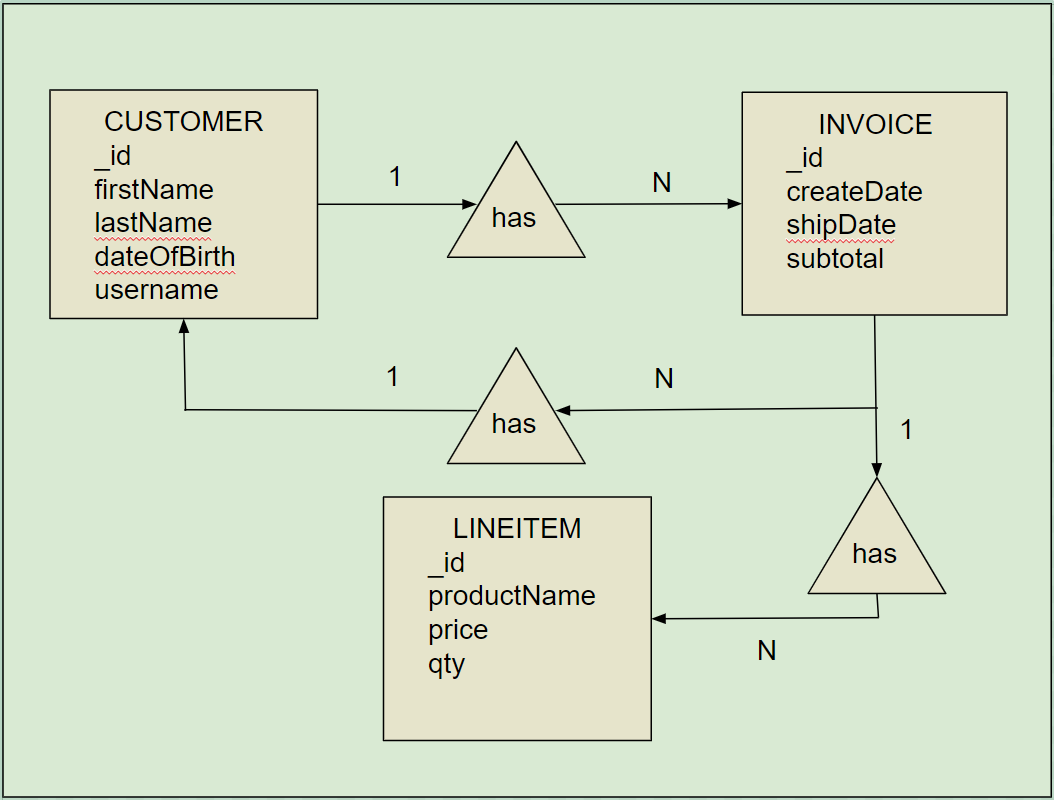 CUSTOMER
_id
firstName
lastName
dateOfBirth
username
1
has
N
INVOICE
_id
createDate
shipDate
subtotal
1
has
N
1
has
N
LINEITEM
_id
productName
price
qty